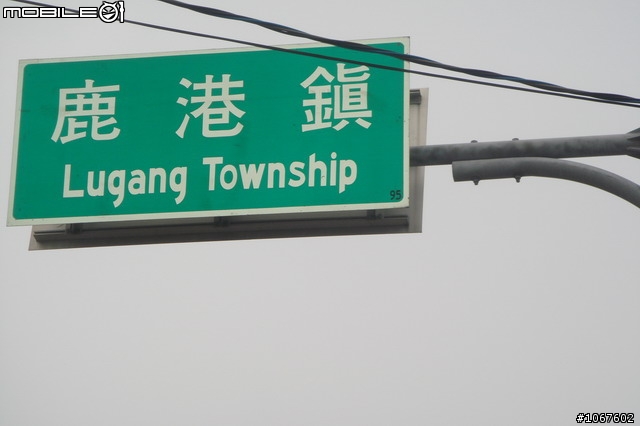 MOBILE01
鹿港鎮
Lugang Township
95
#1067602